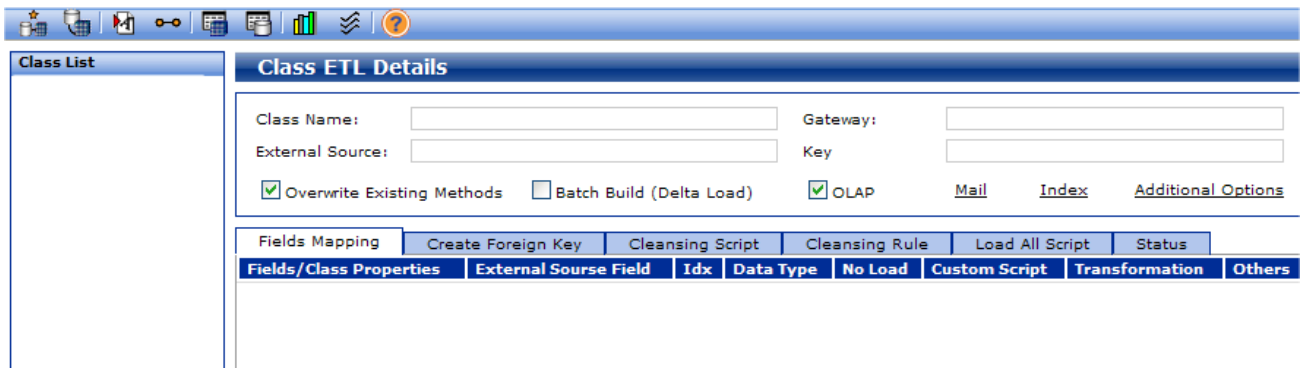 ?
Class List
Class ETL Details
Class Name:
Gateway:
External Source:
Key
Overwrite Existing Methods
Batch Build (Delta Load)
OLAP
Mail
Index
Additional Options
Fields Mapping
Create Foreign Key
Cleansing Script
Cleansing Rule
Load All Script
Status
Fields/Class Properties
External Sourse Field
Idx
Data Type
No Load
Custom Script
Transformation
Others